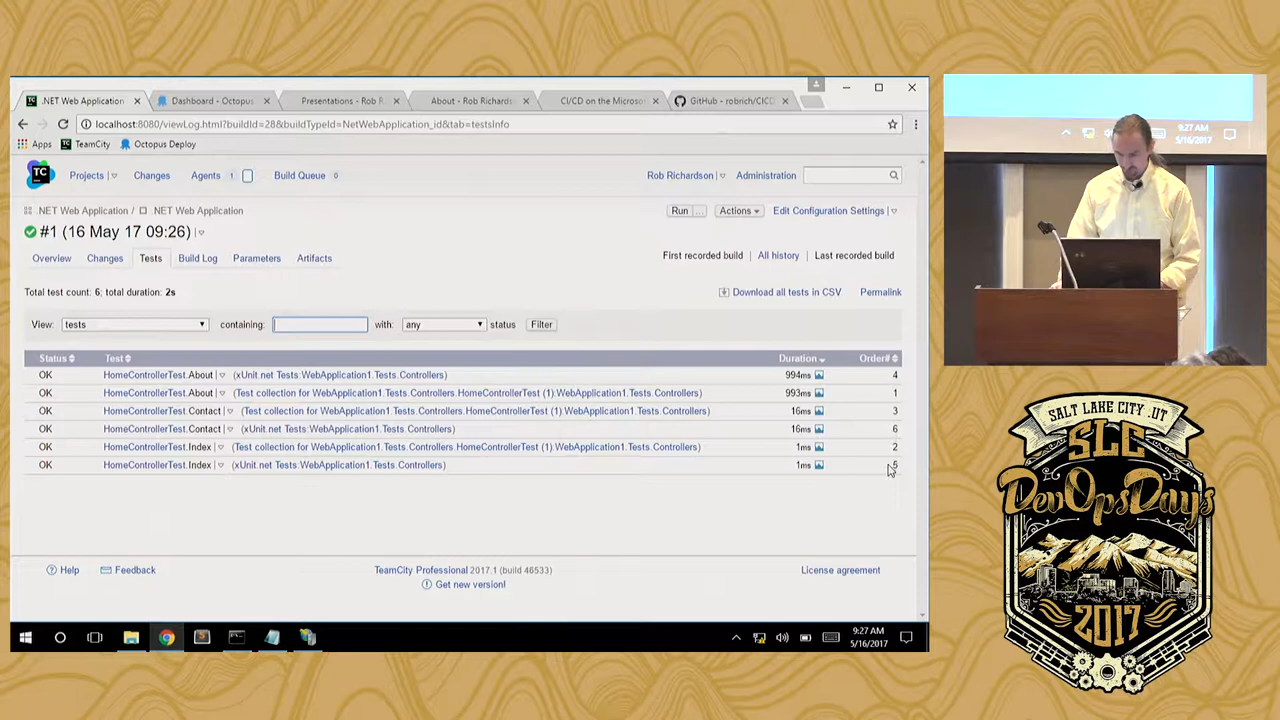 .NET Web Application
Dashboard - Octopus
Presentations - Rob R
About - Rob Richards
CI/CD on the Microso
GitHub - robrich/CICD
localhost:8080/viewLog.html?buildId=28&buildTypeId=NetWebApplication_id&tab=testsInfo
Apps TeamCity Octopus Deploy
TC
Projects Changes Agents 1 Build Queue 0 Rob Richardson Administration
.NET Web Application / .NET Web Application
Run ... Actions Edit Configuration Settings
#1 (16 May 17 09:26)
Overview Changes Tests Build Log Parameters Artifacts
First recorded build All history Last recorded build
Total test count: 6; total duration: 2s
Download all tests in CSV Permalink
View: tests containing: with: any status Filter
Status Test Duration Order#
OK HomeControllerTest.About (xUnit.net Tests:WebApplication1.Tests.Controllers) 994ms 4
OK HomeControllerTest.About (Test collection for WebApplication1.Tests.Controllers.HomeControllerTest (1).WebApplication1.Tests.Controllers) 993ms 1
OK HomeControllerTest.Contact (Test collection for WebApplication1.Tests.Controllers.HomeControllerTest (1).WebApplication1.Tests.Controllers) 16ms 3
OK HomeControllerTest.Contact (xUnit.net Tests:WebApplication1.Tests.Controllers) 16ms 6
OK HomeControllerTest.Index (Test collection for WebApplication1.Tests.Controllers.HomeControllerTest (1).WebApplication1.Tests.Controllers) 1ms 2
OK HomeControllerTest.Index (xUnit.net Tests:WebApplication1.Tests.Controllers) 1ms 5
Help Feedback
TeamCity Professional 2017.1 (build 46533)
License agreement
Get new version!
9:27 AM
5/16/2017
9:27 AM
5/16/2017
SALT LAKE CITY .UT
SLC
DevOpsDays
2017